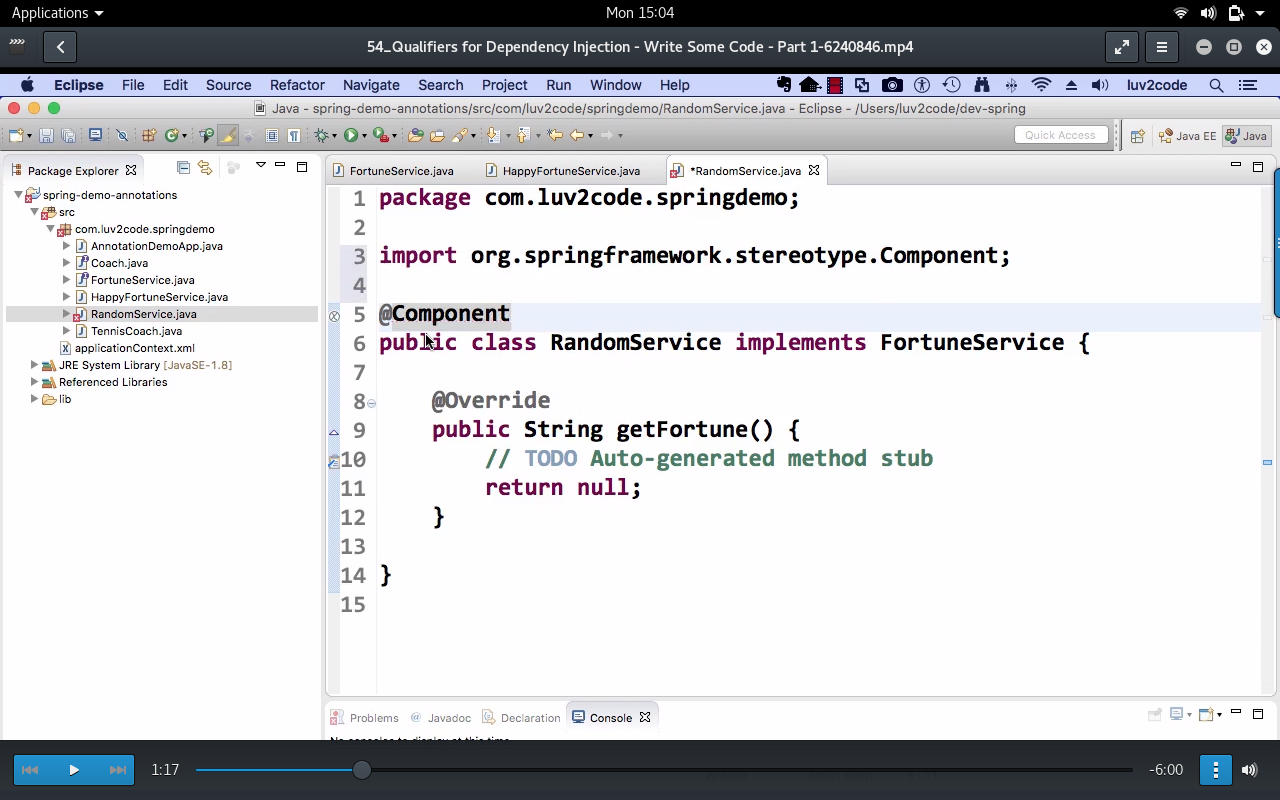 Applications
Mon 15:04
54_Qualifiers for Dependency Injection - Write Some Code - Part 1-6240846.mp4
Eclipse File Edit Source Refactor Navigate Search Project Run Window Help luv2code
Java - spring-demo-annotations/src/com/luv2code/springdemo/RandomService.java - Eclipse - /Users/luv2code/dev-spring
Quick Access
Java EE
Java
Package Explorer
spring-demo-annotations
src
com.luv2code.springdemo
AnnotationDemoApp.java
Coach.java
FortuneService.java
HappyFortuneService.java
RandomService.java
TennisCoach.java
applicationContext.xml
JRE System Library [JavaSE-1.8]
Referenced Libraries
lib
FortuneService.java
HappyFortuneService.java
*RandomService.java
1 package com.luv2code.springdemo;
2
3 import org.springframework.stereotype.Component;
4
5 @Component
6 public class RandomService implements FortuneService {
7
8 @Override
9 public String getFortune() {
10 // TODO Auto-generated method stub
11 return null;
12 }
13
14 }
15
Problems
@ Javadoc
Declaration
Console
No consoles to display at this time.
1:17
-6:00